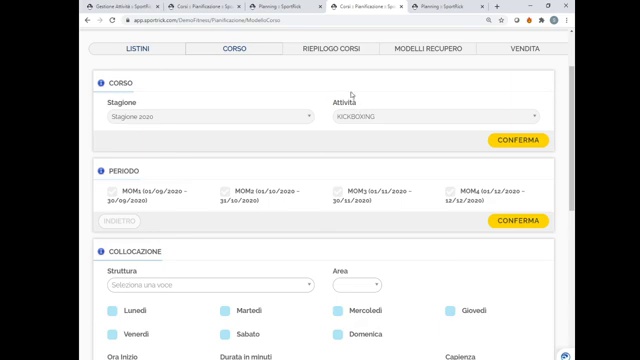 Gestione Attività : SportRick
Corsi : Pianificazione : Spo
Planning : SportRick
Corsi : Pianificazione : Spo
Planning : SportRick
app.sportrick.com/DemoFitness/Pianificazione/ModelloCorso
LISTINI CORSO RIEPILOGO CORSI MODELLI RECUPERO VENDITA
CORSO
Stagione Attività
Stagione 2020 KICKBOXING
CONFERMA
PERIODO
MOM1 (01/09/2020 - MOM2 (01/10/2020 - MOM3 (01/11/2020 - MOM4 (01/12/2020 -
30/09/2020) 31/10/2020) 30/11/2020) 12/12/2020)
INDIETRO CONFERMA
COLLOCAZIONE
Struttura Area
Seleziona una voce
Lunedì Martedì Mercoledì Giovedì
Venerdì Sabato Domenica
Ora Inizio Durata in minuti Capienza